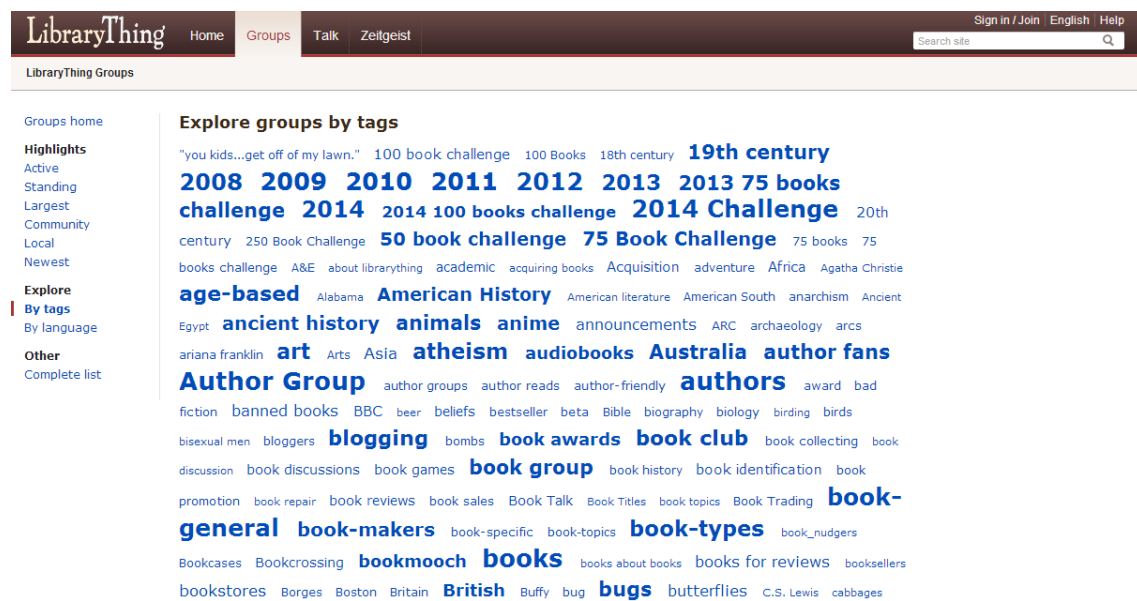 LibraryThing Home Groups Talk Zeitgeist Sign in / Join English Help
Search site
LibraryThing Groups
Groups home
Highlights
Active
Standing
Largest
Community
Local
Newest
Explore
By tags
By language
Other
Complete list
Explore groups by tags
"you kids...get off of my lawn." 100 book challenge 100 Books 18th century 19th century
2008 2009 2010 2011 2012 2013 2013 75 books
challenge 2014 2014 100 books challenge 2014 Challenge 20th
century 250 Book Challenge 50 book challenge 75 Book Challenge 75 books 75
books challenge A&E about librarything academic acquiring books Acquisition adventure Africa Agatha Christie
age-based Alabama American History American literature American South anarchism Ancient
Egypt ancient history animals anime announcements ARC archaeology arcs
ariana franklin art Arts Asia atheism audiobooks Australia author fans
Author Group author groups author reads author-friendly authors award bad
fiction banned books BBC beer beliefs bestseller beta Bible biography biology birding birds
bisexual men bloggers blogging bombs book awards book club book collecting book
discussion book discussions book games book group book history book identification book
promotion book repair book reviews book sales Book Talk Book Titles book topics Book Trading book-
general book-makers book-specific book-topics book-types book_nudgers
Bookcases Bookcrossing bookmooch books books about books books for reviews booksellers
bookstores Borges Boston Britain British Buffy bug bugs butterflies C.S. Lewis cabbages